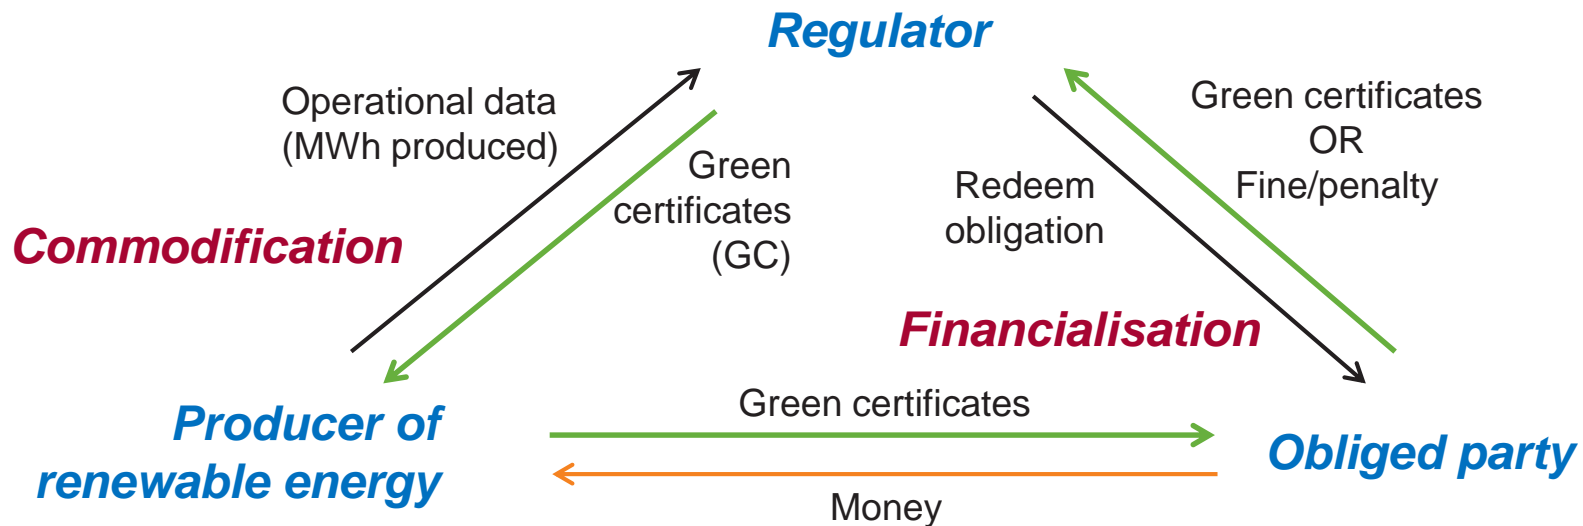 Regulator
Operational data
(MWh produced)
Green
certificates
(GC)
Green certificates
OR
Fine/penalty
Redeem
obligation
Commodification
Financialisation
Producer of
renewable energy
Green certificates
Money
Obliged party